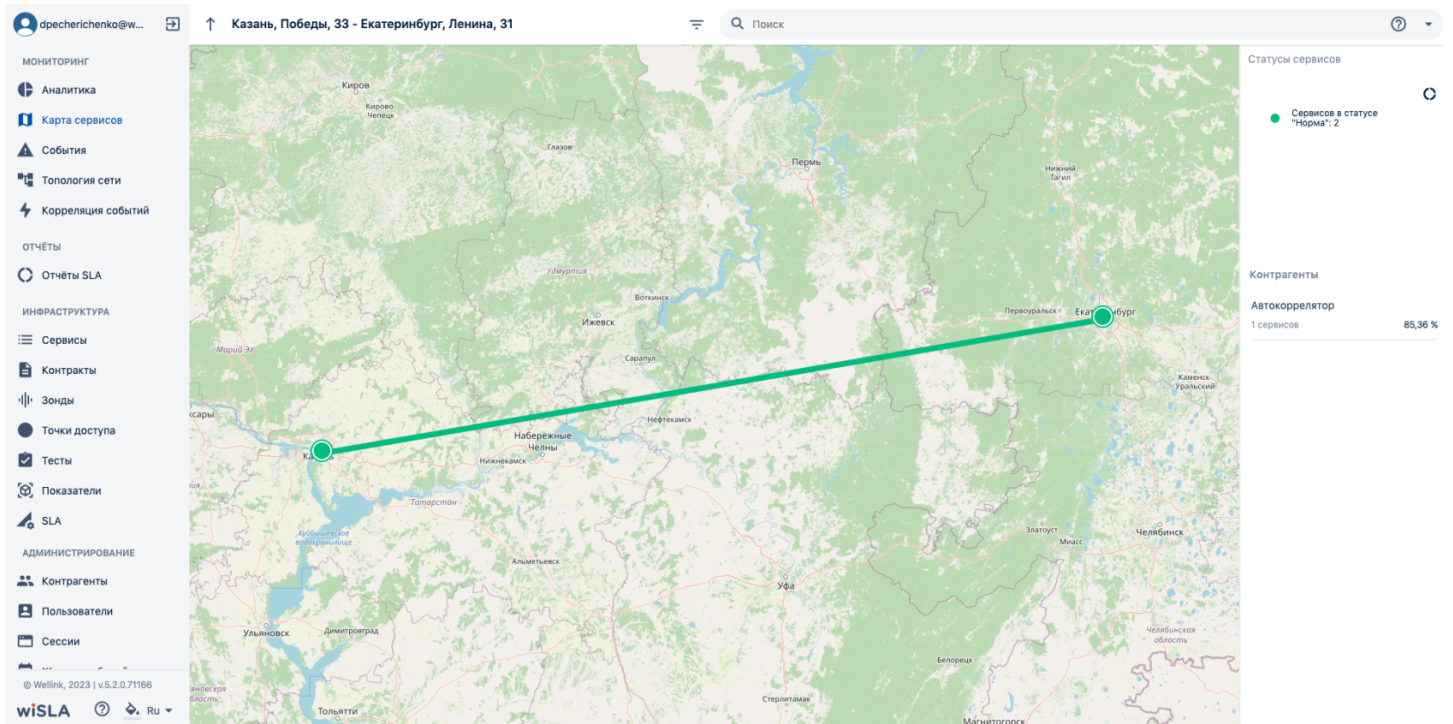 dpecherichenko@w...
Казань, Победы, 33 - Екатеринбург, Ленина, 31
Поиск
МОНИТОРИНГ
Аналитика
Карта сервисов
События
Топология сети
Корреляция событий
ОТЧЁТЫ
Отчёты SLA
ИНФРАСТРУКТУРА
Сервисы
Контракты
Зонды
Точки доступа
Тесты
Показатели
SLA
АДМИНИСТРИРОВАНИЕ
Контрагенты
Пользователи
Сессии
© Wellink, 2023 | v.5.2.0.71166
wiSLA
Ru
Киров
Кирово-
Чепецк
Глазов
Пермь
Нижний
Тагил
Удмуртия
Воткинск
Ижевск
Первоуральск
Сарапул
Марий Эл
Каменск-
Уральский
Нефтекамск
Набережные
Челны
Нижнекамск
Татарстан
Куйбышевское
водохранилище
Златоуст
Миасс
Челябинск
Альметьевск
Уфа
Ульяновск
Димитровград
Челябинская
область
Белорецк
Стерлитамак
Тольятти
Магнитогорск
Статусы сервисов
Сервисов в статусе
"Норма": 2
Контрагенты
Автокоррелятор
1 сервисов
85,36 %